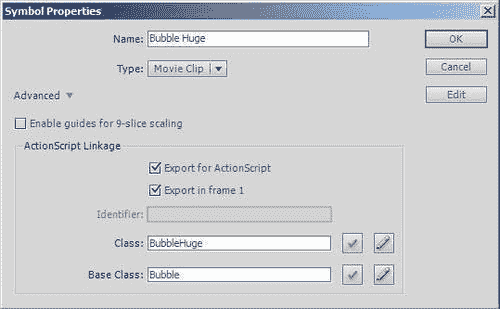 Symbol Properties
Name: Bubble Huge
OK
Type: Movie Clip
Cancel
Advanced
Edit
Enable guides for 9-slice scaling
ActionScript Linkage
Export for ActionScript
Export in frame 1
Identifier:
Class: BubbleHuge
Base Class: Bubble